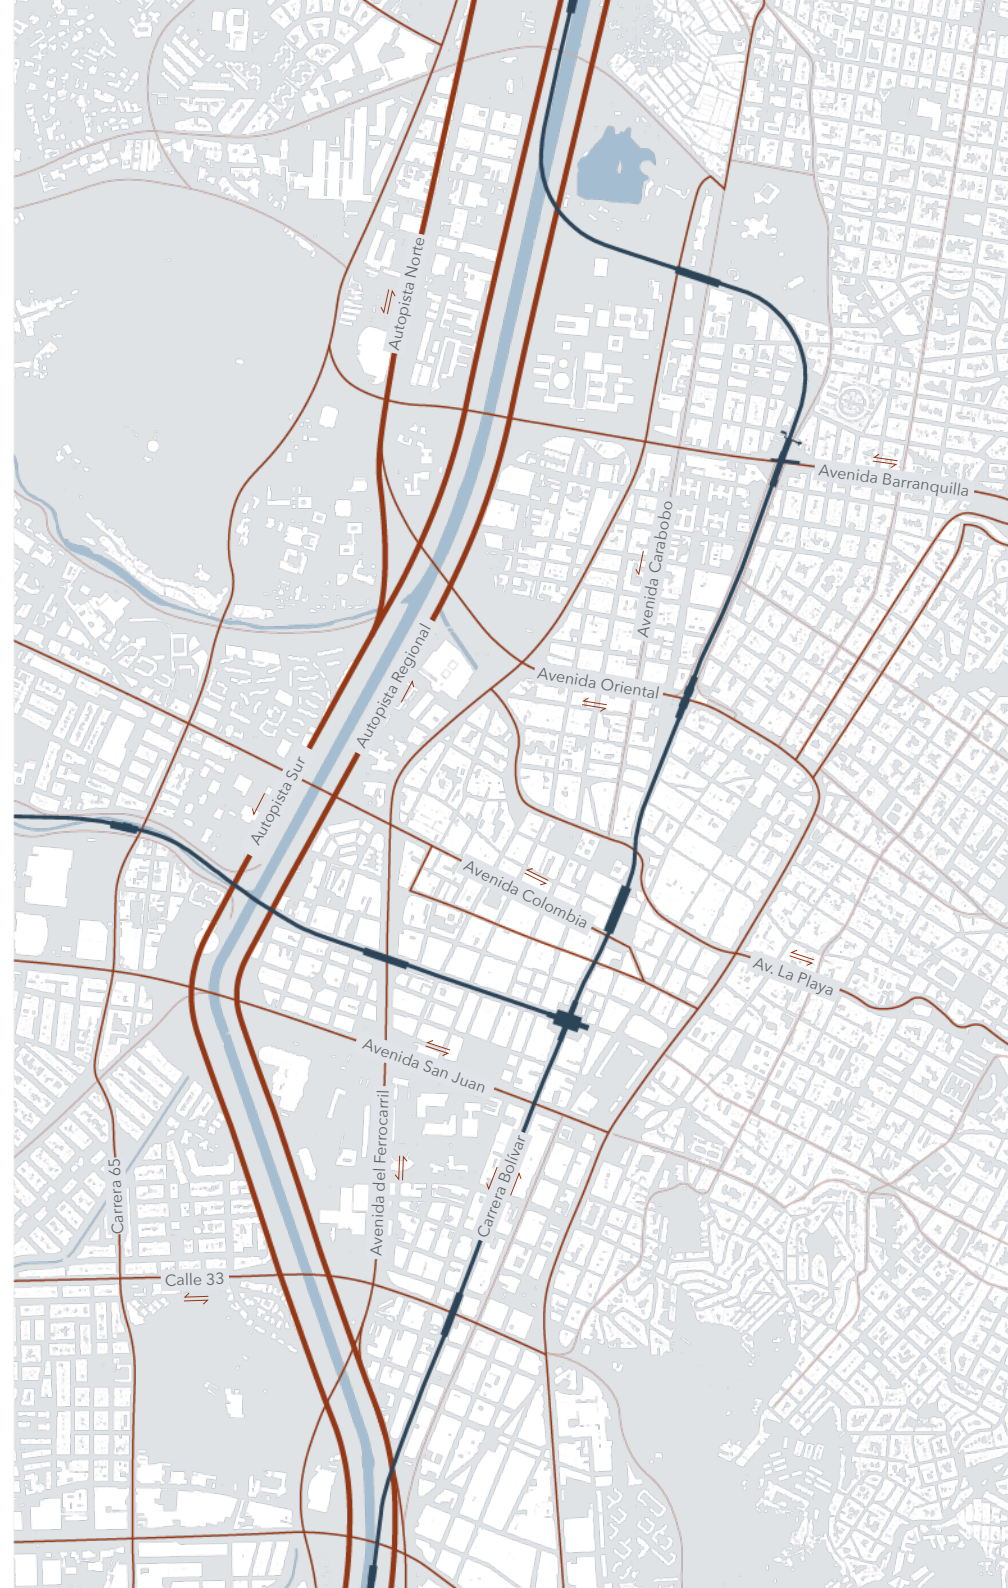 Autopista Norte
Avenida Barranquilla
Avenida Carabobo
Autopista Regional
Avenida Oriental
Autopista Sur
Avenida Colombia
Av. La Playa
Avenida San Juan
Avenida del Ferrocarril
Carrera 65
Carrera Bolívar
Calle 33